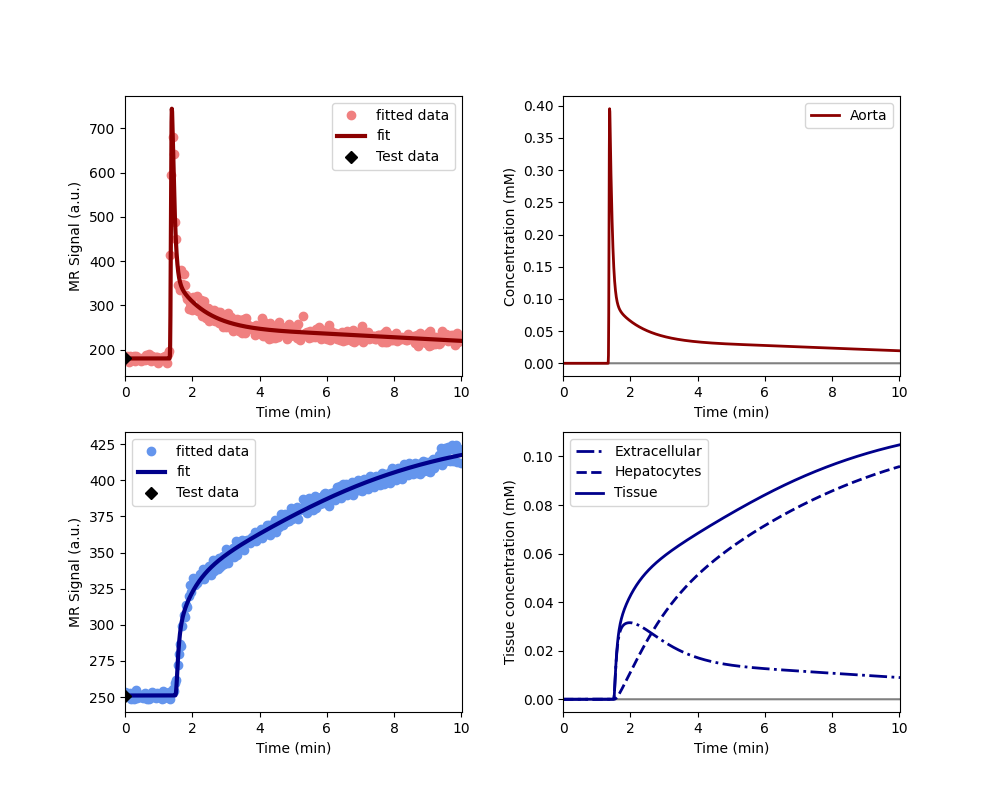 MR Signal (a.u.)
700
600
500
400
300
200
fitted data
fit
Test data
0 2 4 6 8 10
Time (min)
Concentration (mM)
0.40
0.35
0.30
0.25
0.20
0.15
0.10
0.05
0.00
Aorta
0 2 4 6 8 10
Time (min)
MR Signal (a.u.)
425
400
375
350
325
300
275
250
fitted data
fit
Test data
0 2 4 6 8 10
Time (min)
Tissue concentration (mM)
0.10
0.08
0.06
0.04
0.02
0.00
Extracellular
Hepatocytes
Tissue
0 2 4 6 8 10
Time (min)